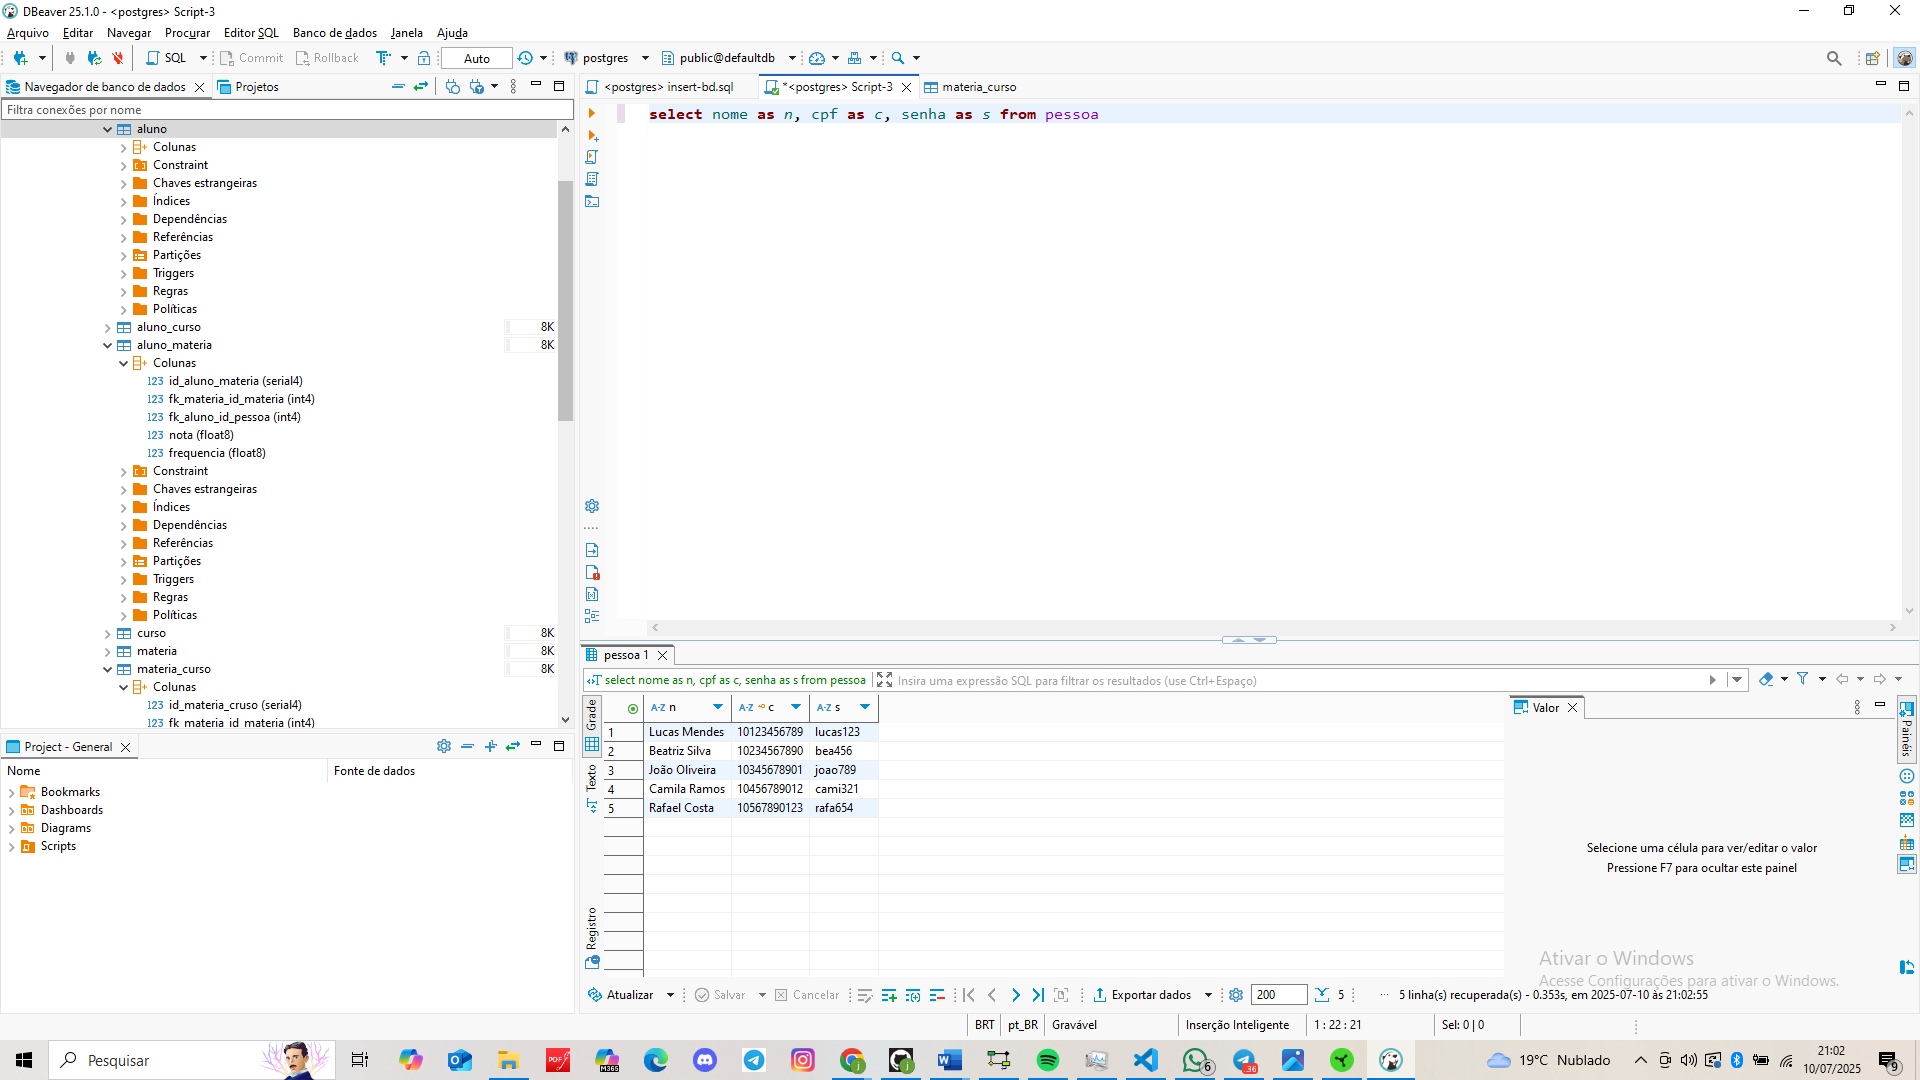 DBeaver 25.1.0 - <postgres> Script-3
Arquivo Editar Navegar Procurar Editor SQL Banco de dados Janela Ajuda
SQL Commit Rollback Auto postgres public@defaultdb
Navegador de banco de dados Projetos
<postgres> insert-bd.sql *<postgres> Script-3 materia_curso
Filtra conexões por nome
select nome as n, cpf as c, senha as s from pessoa
aluno
Colunas
Constraint
Chaves estrangeiras
Índices
Dependências
Referências
Partições
Triggers
Regras
Políticas
aluno_curso 8K
aluno_materia 8K
Colunas
123 id_aluno_materia (serial4)
123 fk_materia_id_materia (int4)
123 fk_aluno_id_pessoa (int4)
123 nota (float8)
123 frequencia (float8)
Constraint
Chaves estrangeiras
Índices
Dependências
Referências
Partições
Triggers
Regras
Políticas
curso 8K
materia 8K
materia_curso 8K
Colunas
123 id_materia_cruso (serial4)
123 fk_materia_id_materia (int4)
Project - General
Nome Fonte de dados
Bookmarks
Dashboards
Diagrams
Scripts
pessoa 1
select nome as n, cpf as c, senha as s from pessoa Insira uma expressão SQL para filtrar os resultados (use Ctrl+Espaço)
Grade
Texto
Registro
A-Z n A-Z c A-Z s
1 Lucas Mendes 10123456789 lucas123
2 Beatriz Silva 10234567890 bea456
3 João Oliveira 10345678901 joao789
4 Camila Ramos 10456789012 cami321
5 Rafael Costa 10567890123 rafa654
Valor
Painéis
Selecione uma célula para ver/editar o valor
Pressione F7 para ocultar este painel
Ativar o Windows
Acesse Configurações para ativar o Windows.
Atualizar Salvar Cancelar Exportar dados 200 5 ... 5 linha(s) recuperada(s) - 0.353s, em 2025-07-10 às 21:02:55
BRT pt_BR Gravável Inserção Inteligente 1 : 22 : 21 Sel: 0 | 0
Pesquisar
PDF
M365
6
36
19°C Nublado
21:02
10/07/2025
9